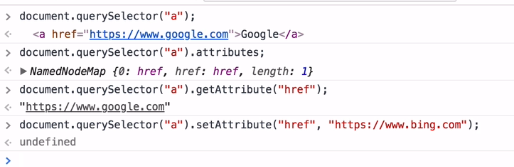 document.querySelector("a");
<a href="https://www.google.com">Google</a>
document.querySelector("a").attributes;
NamedNodeMap {0: href, href: href, length: 1}
document.querySelector("a").getAttribute("href");
"https://www.google.com"
document.querySelector("a").setAttribute("href", "https://www.bing.com");
undefined